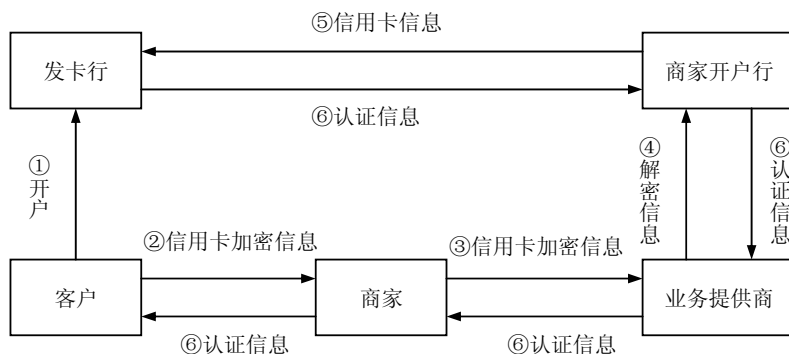 ⑤信用卡信息
发卡行
商家开户行
⑥认证信息
①开户
④解密信息
⑥认证信息
②信用卡加密信息
③信用卡加密信息
客户
商家
业务提供商
⑥认证信息
⑥认证信息